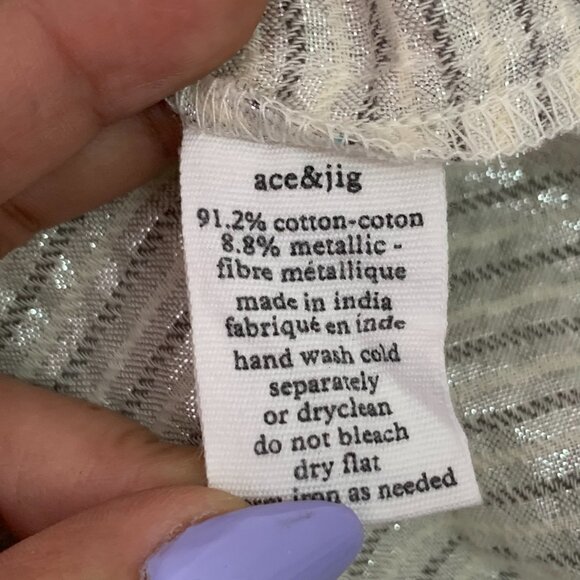 ace&jig
91.2% cotton-coton
8.8% metallic -
fibre métallique
made in india
fabriqué en inde
hand wash cold
separately
or dryclean
do not bleach
dry flat
iron as needed